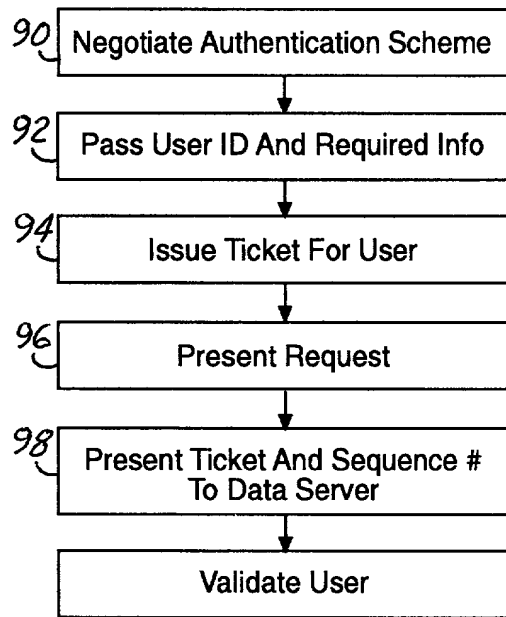 90
Negotiate Authentication Scheme
92
Pass User ID And Required Info
94
Issue Ticket For User
96
Present Request
98
Present Ticket And Sequence #
To Data Server
Validate User